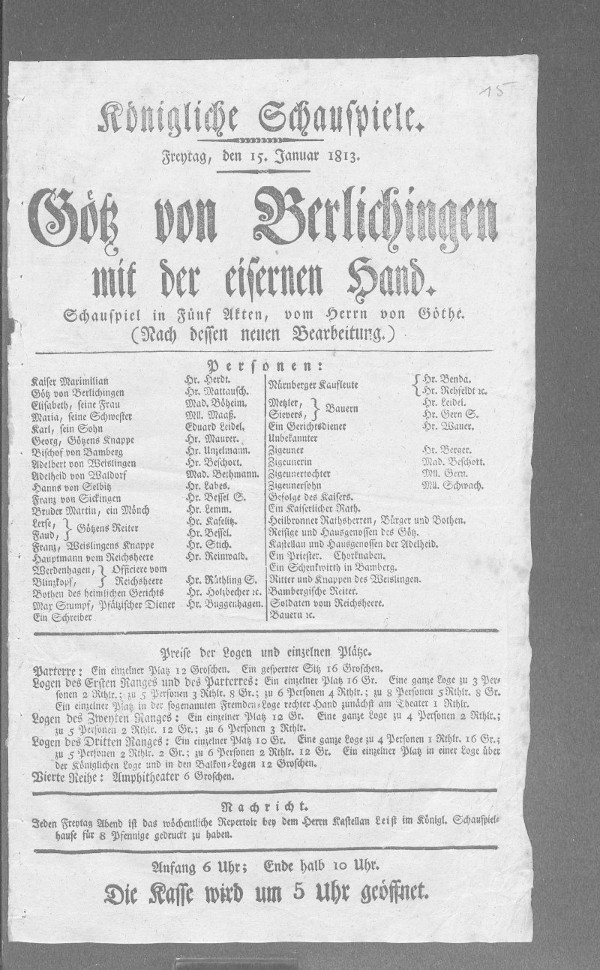 15
Königliche Schauspiele.
Freytag, den 15. Januar 1813.
Götz von Berlichingen
mit der eisernen Hand.
Schauspiel in Fünf Akten, vom Herrn von Göthe.
(Nach dessen neuen Bearbeitung.)
Personen:
Kaiser Maximilian Hr. Herdt.
Götz von Berlichingen Hr. Mattausch.
Elisabeth, seine Frau Mad. Böheim.
Maria, seine Schwester Mll. Maaß.
Karl, sein Sohn Eduard Leidel.
Georg, Götzens Knappe Hr. Maurer.
Bischof von Bamberg Hr. Unzelmann.
Adelbert von Weislingen Hr. Beschort.
Adelheid von Waldorf Mad. Bethmann.
Hanns von Selbitz Hr. Labes.
Franz von Sickingen Hr. Bessel S.
Bruder Martin, ein Mönch Hr. Lemm.
Lerse, } Götzens Reiter Hr. Kaselitz.
Faud, Hr. Bessel.
Franz, Weislingens Knappe Hr. Stich.
Hauptmann vom Reichsheere Hr. Reinwald.
Werdenhagen, } Officiere vom
Blinzkopf, } Reichsheere Hr. Rüthling S.
Bothen des heimlichen Gerichts Hr. Holzbecher ꝛc.
Max Stumpf, Pfälzischer Diener Hr. Buggenhagen.
Ein Schreiber
Nürnberger Kaufleute { Hr. Benda.
{ Hr. Rehfeldt ꝛc.
Metzler, } Bauern Hr. Leidel.
Sievers, Hr. Gern S.
Ein Gerichtsdiener Hr. Wauer.
Unbekannter
Zigeuner Hr. Berger.
Zigeunerin Mad. Beschort.
Zigeunertochter Mll. Gern.
Zigeunersohn Mll. Schwach.
Gefolge des Kaisers.
Ein Kaiserlicher Rath.
Heilbronner Rathsherren, Bürger und Bothen.
Reisige und Hausgenossen des Götz.
Kastellan und Hausgenossen der Adelheid.
Ein Priester. Chorknaben.
Ein Schenkwirth in Bamberg.
Ritter und Knappen des Weislingen.
Bambergische Reiter.
Soldaten vom Reichsheere.
Bauern ꝛc.
Preise der Logen und einzelnen Plätze.
Parterre: Ein einzelner Platz 12 Groschen. Ein gesperrter Sitz 16 Groschen.
Logen des Ersten Ranges und des Parterres: Ein einzelner Platz 16 Gr. Eine ganze Loge zu 3 Per-
sonen 2 Rthlr.; zu 5 Personen 3 Rthlr. 8 Gr.; zu 6 Personen 4 Rthlr.; zu 8 Personen 5 Rthlr. 8 Gr.
Ein einzelner Platz in der sogenannten Fremden-Loge rechter Hand zunächst am Theater 1 Rthlr.
Logen des Zweyten Ranges: Ein einzelner Platz 12 Gr. Eine ganze Loge zu 4 Personen 2 Rthlr.;
zu 5 Personen 2 Rthlr. 12 Gr.; zu 6 Personen 3 Rthlr.
Logen des Dritten Ranges: Ein einzelner Platz 10 Gr. Eine ganze Loge zu 4 Personen 1 Rthlr. 16 Gr.;
zu 5 Personen 2 Rthlr. 2 Gr.; zu 6 Personen 2 Rthlr. 12 Gr. Ein einzelner Platz in einer Loge über
der Königlichen Loge und in den Balkon-Logen 12 Groschen.
Vierte Reihe: Amphitheater 6 Groschen.
Nachricht.
Jeden Freytag Abend ist das wöchentliche Repertoir bey dem Herrn Kastellan Leist im Königl. Schauspiel-
hause für 8 Pfennige gedruckt zu haben.
Anfang 6 Uhr; Ende halb 10 Uhr.
Die Kasse wird um 5 Uhr geöffnet.